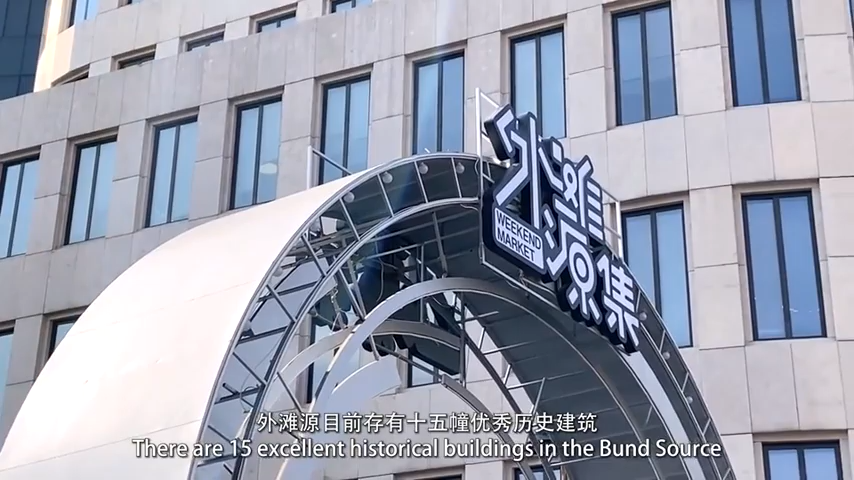 外滩源集
WEEKEND
MARKET
外滩源目前存有十五幢优秀历史建筑
There are 15 excellent historical buildings in the Bund Source